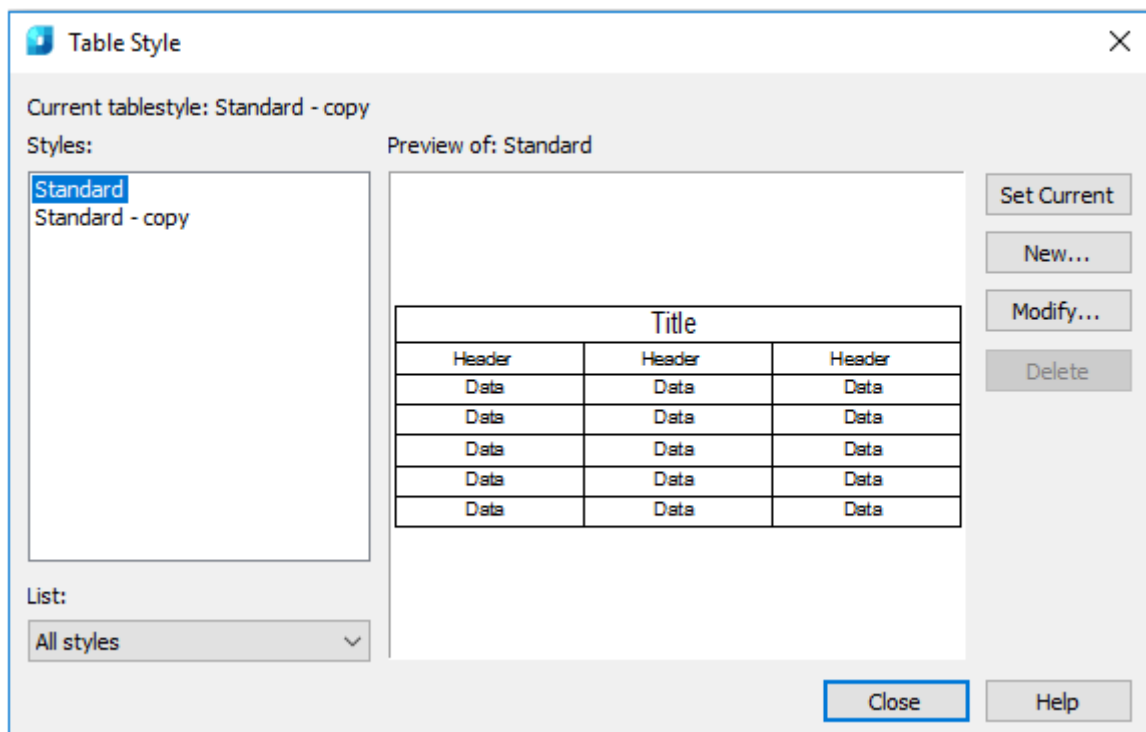 Table Style
Current tablestyle: Standard - copy
Styles:
Preview of: Standard
Standard
Standard - copy
Set Current
New...
Modify...
Delete
Title
Header Header Header
Data Data Data
Data Data Data
Data Data Data
Data Data Data
Data Data Data
List:
All styles
Close Help